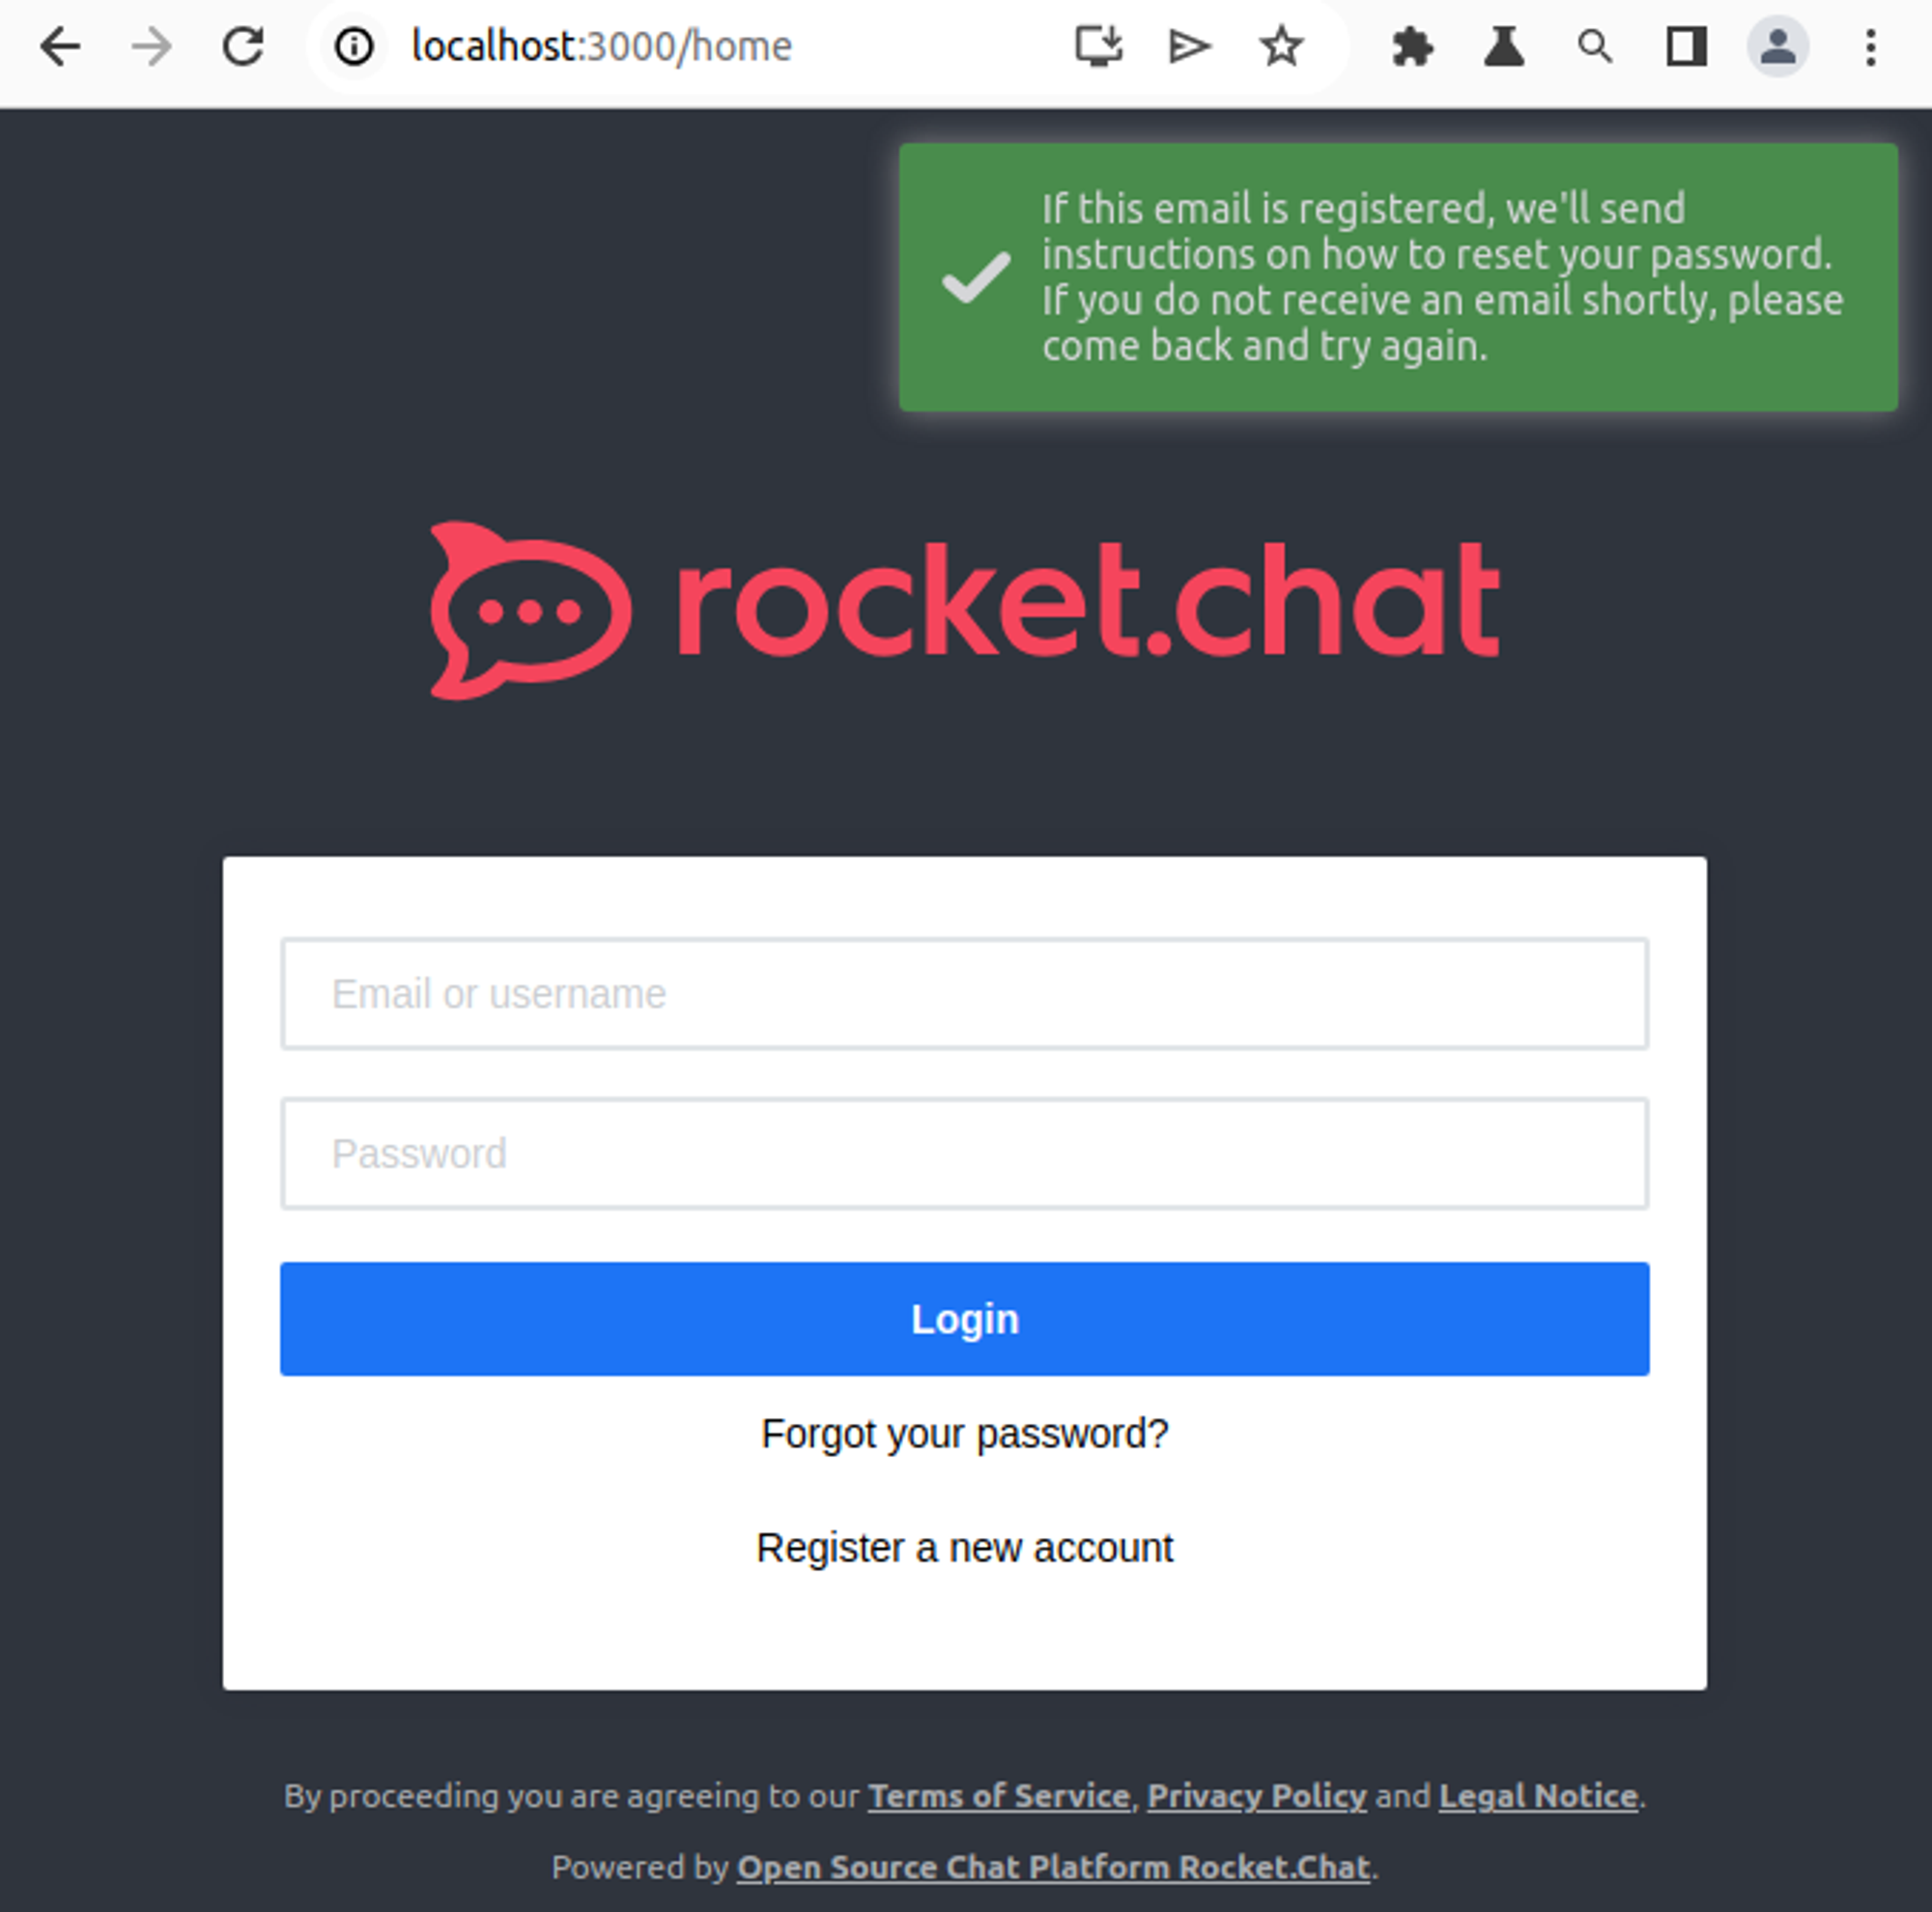 localhost:3000/home
If this email is registered, we'll send
instructions on how to reset your password.
If you do not receive an email shortly, please
come back and try again.
rocket.chat
Email or username
Password
Login
Forgot your password?
Register a new account
By proceeding you are agreeing to our Terms of Service, Privacy Policy and Legal Notice.
Powered by Open Source Chat Platform Rocket.Chat.